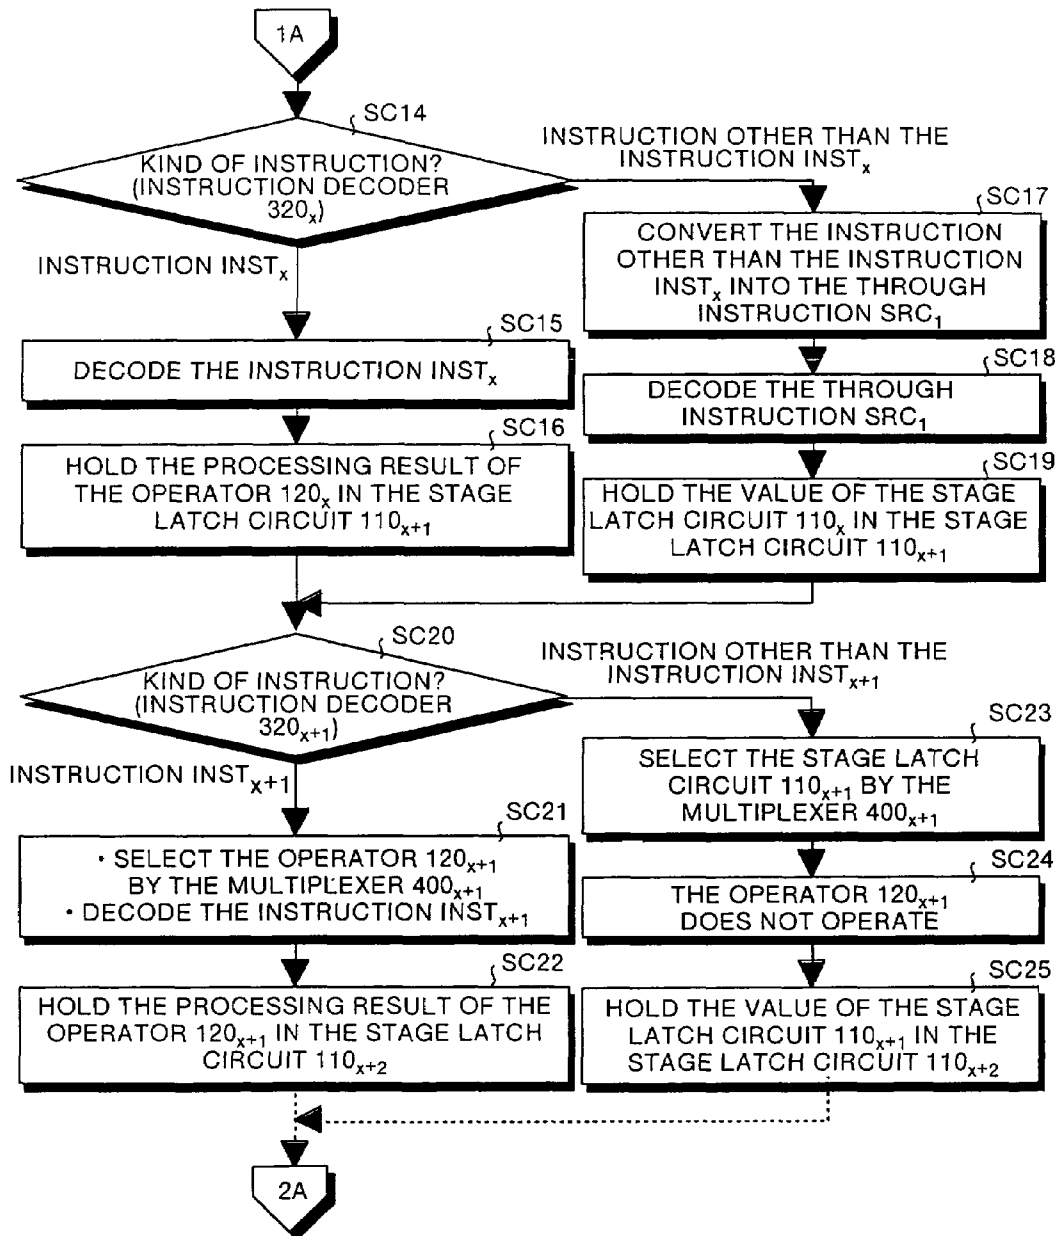 1A
SC14
KIND OF INSTRUCTION?
(INSTRUCTION DECODER
320x)
INSTRUCTION OTHER THAN THE
INSTRUCTION INSTx
INSTRUCTION INSTx
SC17
CONVERT THE INSTRUCTION
OTHER THAN THE INSTRUCTION
INSTx INTO THE THROUGH
INSTRUCTION SRC1
SC15
DECODE THE INSTRUCTION INSTx
SC18
DECODE THE THROUGH
INSTRUCTION SRC1
SC16
HOLD THE PROCESSING RESULT OF
THE OPERATOR 120x IN THE STAGE
LATCH CIRCUIT 110x+1
SC19
HOLD THE VALUE OF THE STAGE
LATCH CIRCUIT 110x IN THE STAGE
LATCH CIRCUIT 110x+1
SC20
KIND OF INSTRUCTION?
(INSTRUCTION DECODER
320x+1)
INSTRUCTION OTHER THAN THE
INSTRUCTION INSTx+1
INSTRUCTION INSTx+1
SC23
SELECT THE STAGE LATCH
CIRCUIT 110x+1 BY THE
MULTIPLEXER 400x+1
SC21
• SELECT THE OPERATOR 120x+1
BY THE MULTIPLEXER 400x+1
• DECODE THE INSTRUCTION INSTx+1
SC24
THE OPERATOR 120x+1
DOES NOT OPERATE
SC22
HOLD THE PROCESSING RESULT OF THE
OPERATOR 120x+1 IN THE STAGE LATCH
CIRCUIT 110x+2
SC25
HOLD THE VALUE OF THE STAGE
LATCH CIRCUIT 110x+1 IN THE
STAGE LATCH CIRCUIT 110x+2
2A